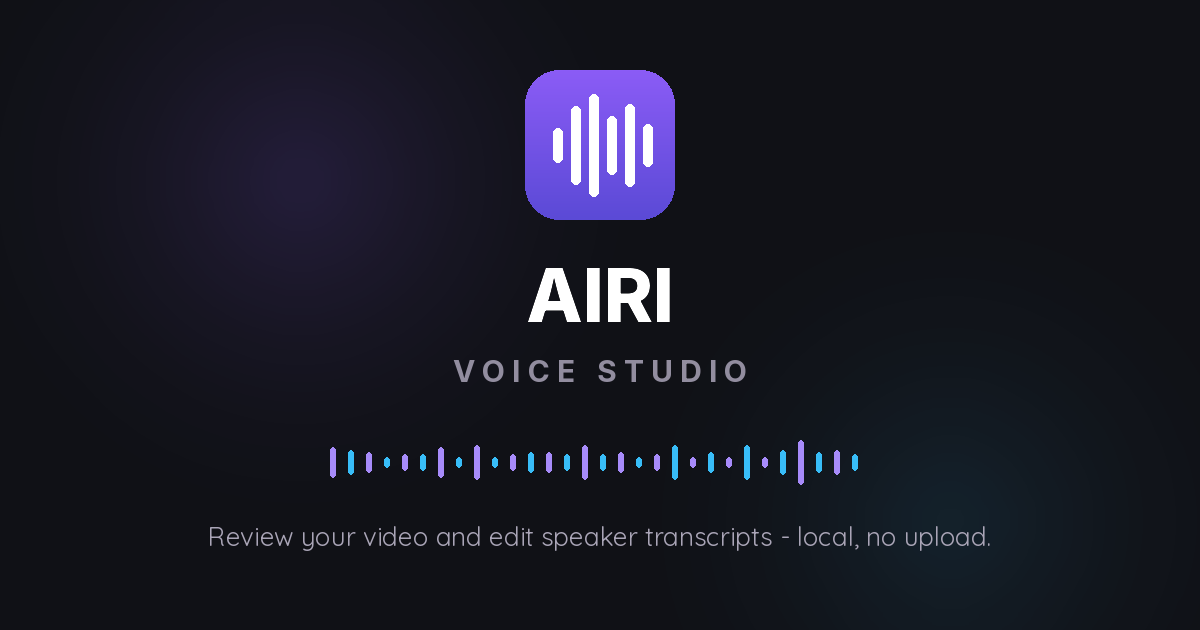 AIRI
VOICE STUDIO
Review your video and edit speaker transcripts - local, no upload.